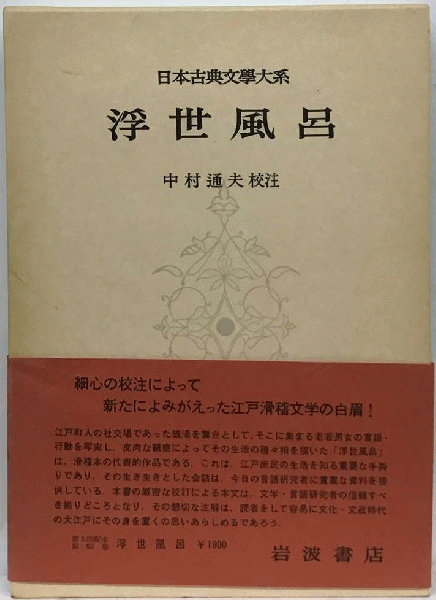 日本古典文學大系
浮世風呂
中村通夫校注
細心の校注によって
新たによみがえった江戸滑稽文学の白眉！
江戸町人の社交場であった銭湯を舞台として,そこに集まる老若男女の言語・
行動を写実し, 皮肉な観察によってその生活の種々相を描いた「浮世風呂」
は, 滑稽本の代表的作品である. これは, 江戸庶民の生活を知る重要な手掛
りであり, その生き生きとした会話は, 今日の言語研究者に貴重な資料を提
供している. 本書の厳密な校訂による本文は, 文学・言語研究者の信頼すべ
き拠りどころとなり, その懇切な注解は, 読者をして容易に文化・文政時代
の大江戸にその身を置くの思いあらしめるであろう.
浮世風呂 ￥1800
岩波書店